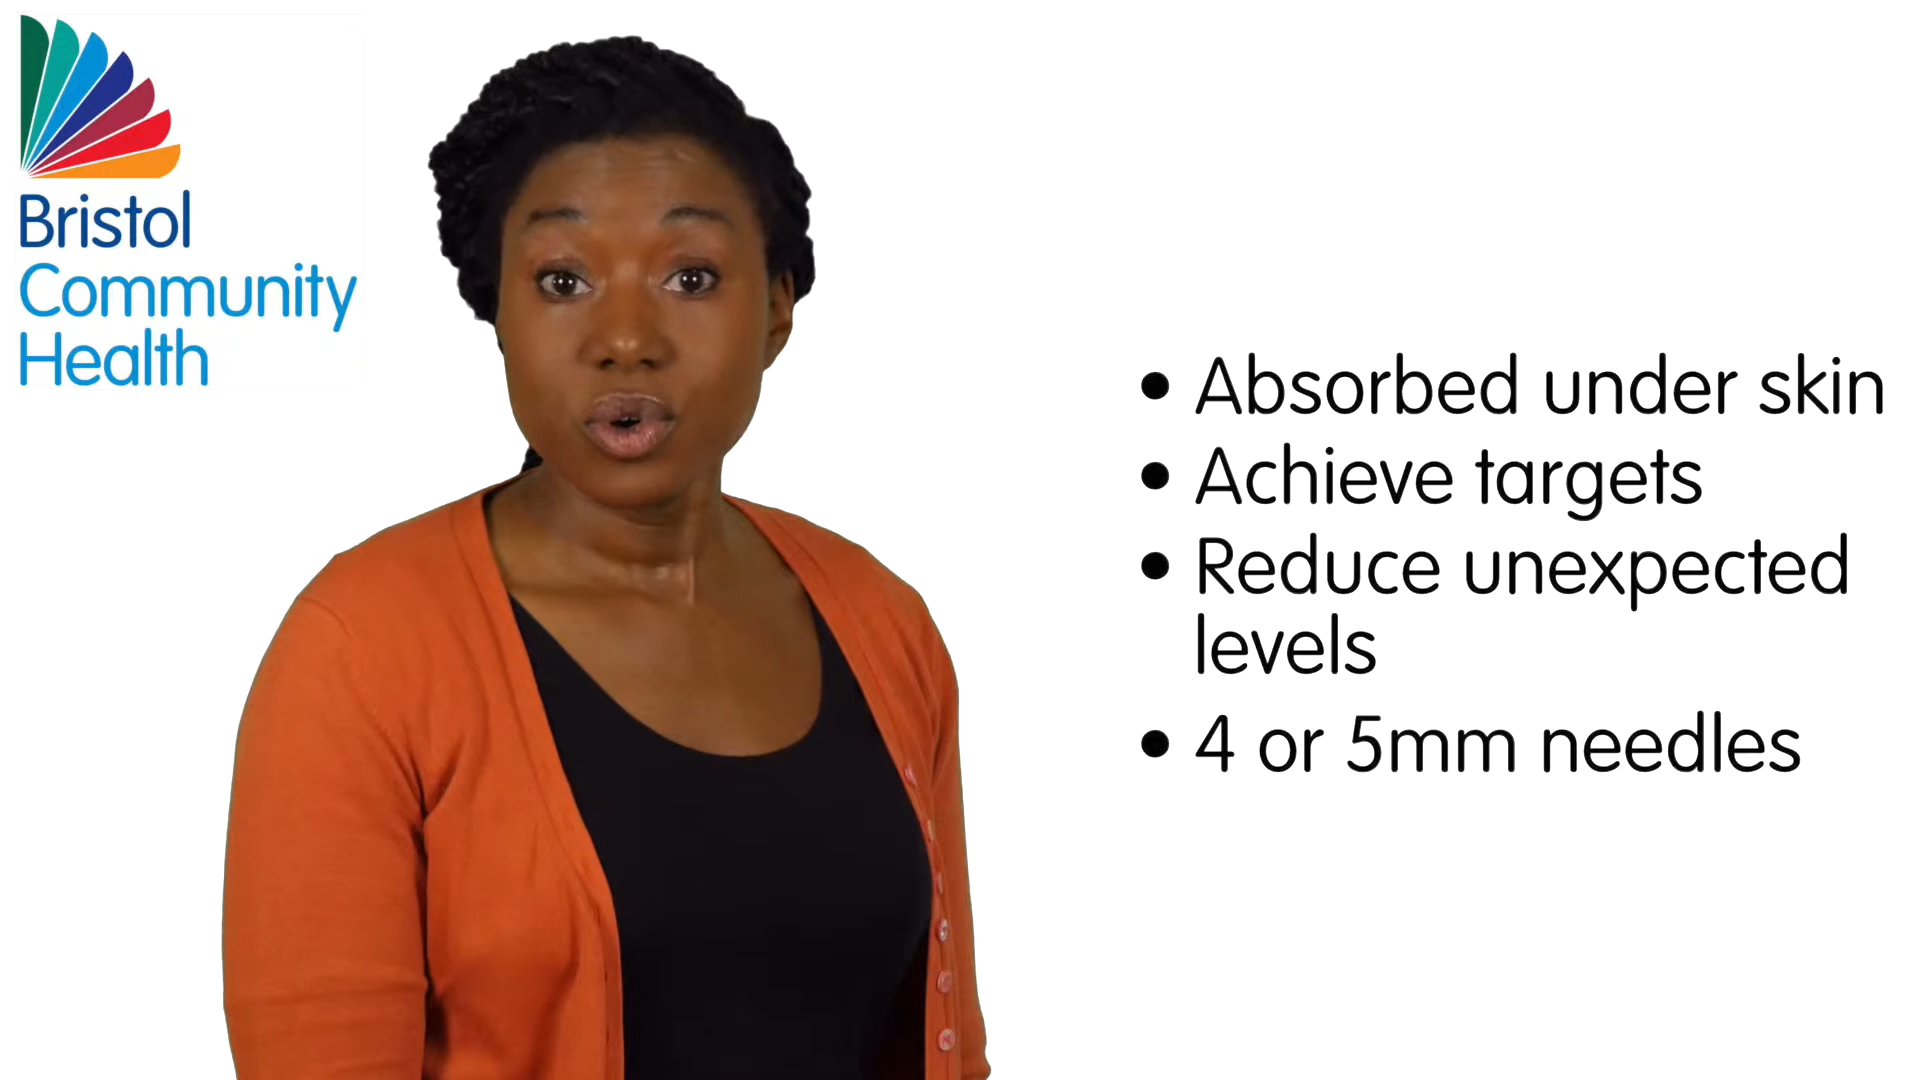 Bristol
Community
Health
• Absorbed under skin
• Achieve targets
• Reduce unexpected
levels
• 4 or 5mm needles